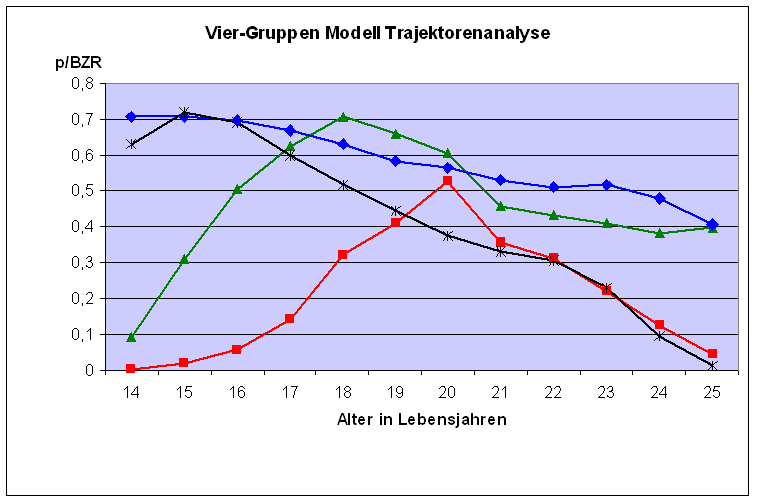 Vier-Gruppen Modell Trajektorenanalyse
p/BZR
0,8
0,7
0,6
0,5
0,4
0,3
0,2
0,1
0
14 15 16 17 18 19 20 21 22 23 24 25
Alter in Lebensjahren